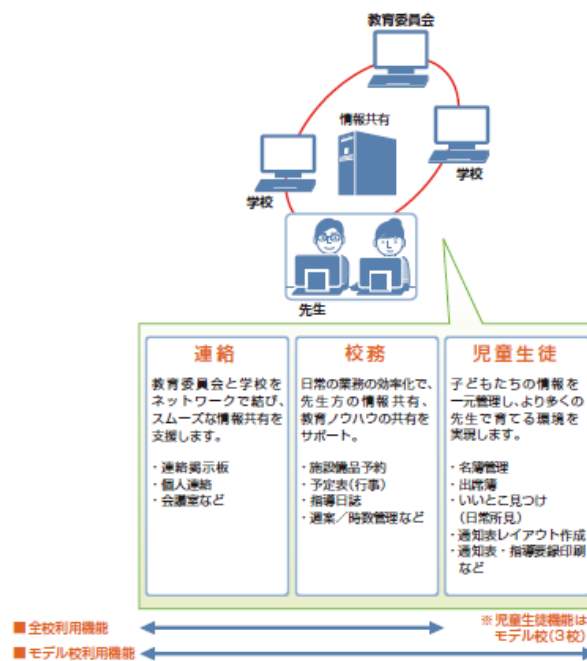 教育委員会
情報共有
学校
学校
先生
連絡
教育委員会と学校を
ネットワークで結び、
スムーズな情報共有を
支援します。
・連絡掲示板
・個人連絡
・会議室など
校務
日常の業務の効率化で、
先生方の情報共有、
教育ノウハウの共有を
サポート。
・施設備品予約
・予定表(行事)
・指導日誌
・週案／時数管理など
児童生徒
子どもたちの情報を
一元管理し、より多くの
先生で育てる環境を
実現します。
・名簿管理
・出席簿
・いいとこ見つけ
(日常所見)
・通知表レイアウト作成
・通知表・指導要録印刷
など
■全校利用機能
※児童生徒機能は
モデル校(3校)
■モデル校利用機能